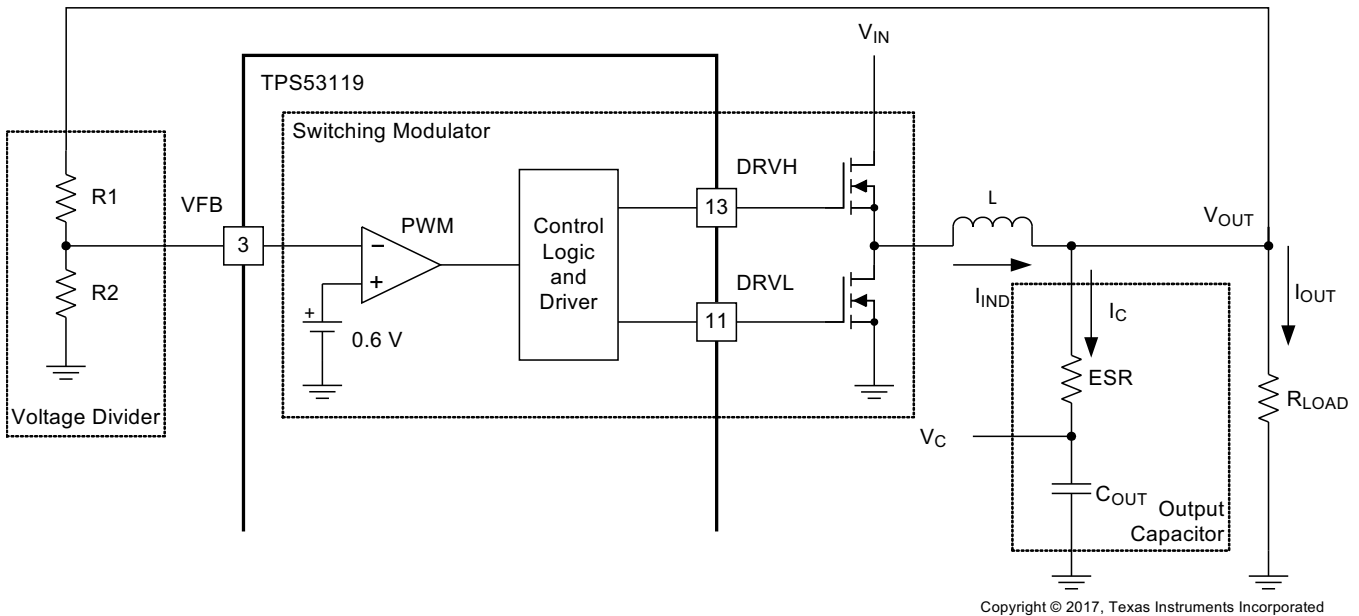 V_IN
TPS53119
Switching Modulator
R1
VFB
3
PWM
−
+
+
0.6 V
R2
Voltage Divider
Control
Logic
and
Driver
DRVH
13
DRVL
11
L
I_IND
V_OUT
I_OUT
I_C
ESR
V_C
C_OUT
Output
Capacitor
R_LOAD
Copyright © 2017, Texas Instruments Incorporated